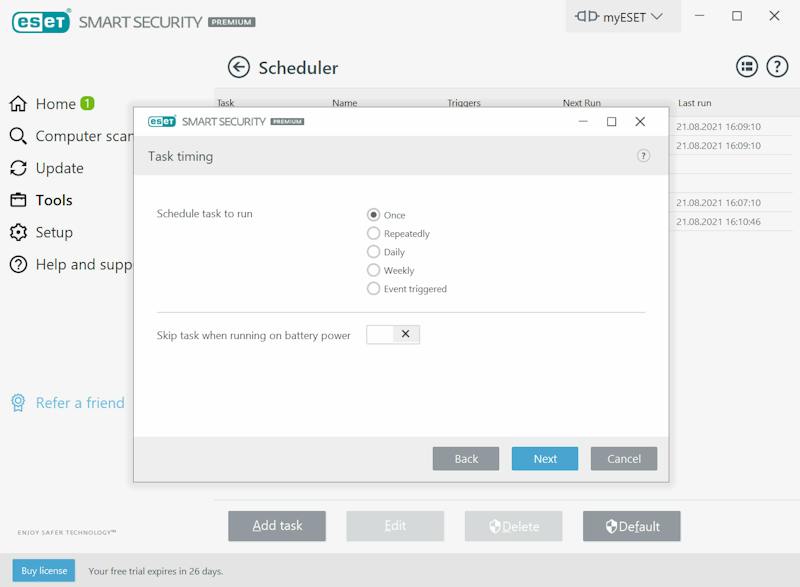 eseT® SMART SECURITY PREMIUM
myESET
Scheduler
Task Name Triggers Next Run Last run
Home 1
Computer scan
Update
Tools
Setup
Help and supp
Refer a friend
21.08.2021 16:09:10
21.08.2021 16:09:10
21.08.2021 16:07:10
21.08.2021 16:10:46
eseT SMART SECURITY PREMIUM
Task timing
?
Schedule task to run
Once
Repeatedly
Daily
Weekly
Event triggered
Skip task when running on battery power
Back Next Cancel
Add task Edit Delete Default
ENJOY SAFER TECHNOLOGY™
Buy license Your free trial expires in 26 days.